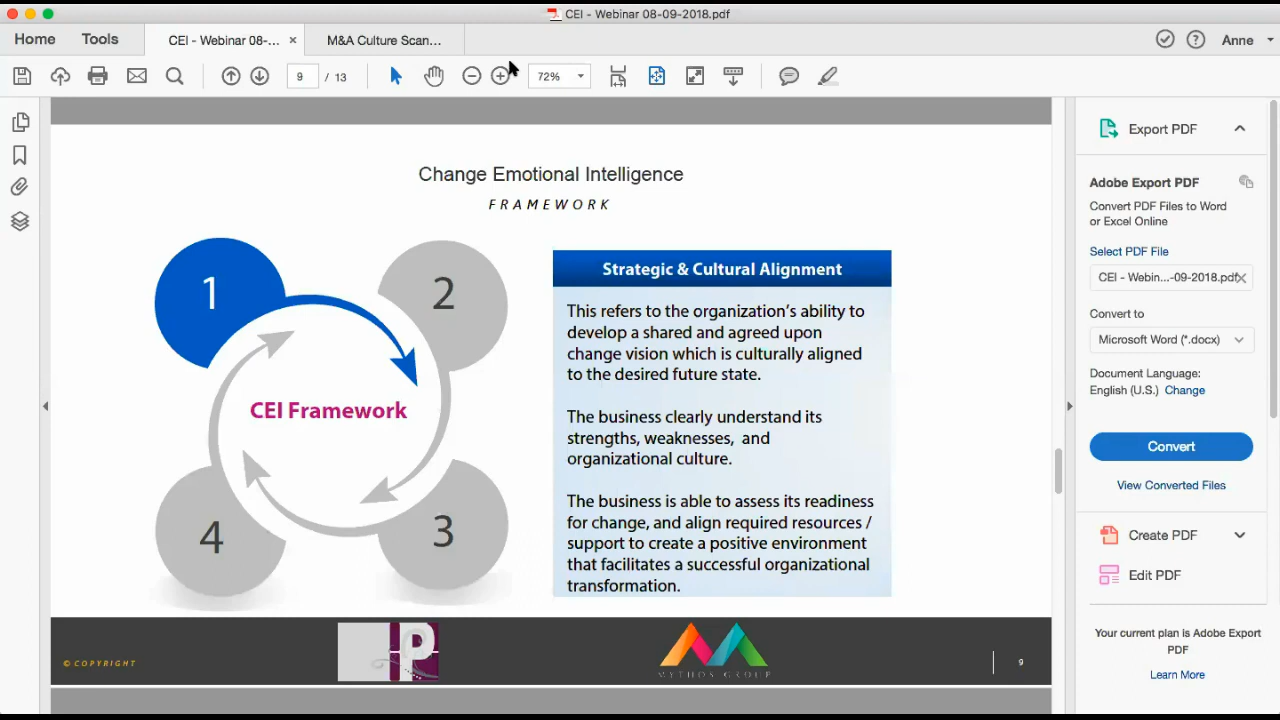 CEI - Webinar 08-09-2018.pdf
Home
Tools
CEI - Webinar 08-... ×
M&A Culture Scan...
Anne
9 / 13
72%
Change Emotional Intelligence
FRAMEWORK
1
2
3
4
CEI Framework
Strategic & Cultural Alignment
This refers to the organization's ability to
develop a shared and agreed upon
change vision which is culturally aligned
to the desired future state.
The business clearly understand its
strengths, weaknesses, and
organizational culture.
The business is able to assess its readiness
for change, and align required resources /
support to create a positive environment
that facilitates a successful organizational
transformation.
© COPYRIGHT
P
MYTHOS GROUP
9
Export PDF
Adobe Export PDF
Convert PDF Files to Word
or Excel Online
Select PDF File
CEI - Webin...-09-2018.pdf
Convert to
Microsoft Word (*.docx)
Document Language:
English (U.S.) Change
Convert
View Converted Files
Create PDF
Edit PDF
Your current plan is Adobe Export
PDF
Learn More